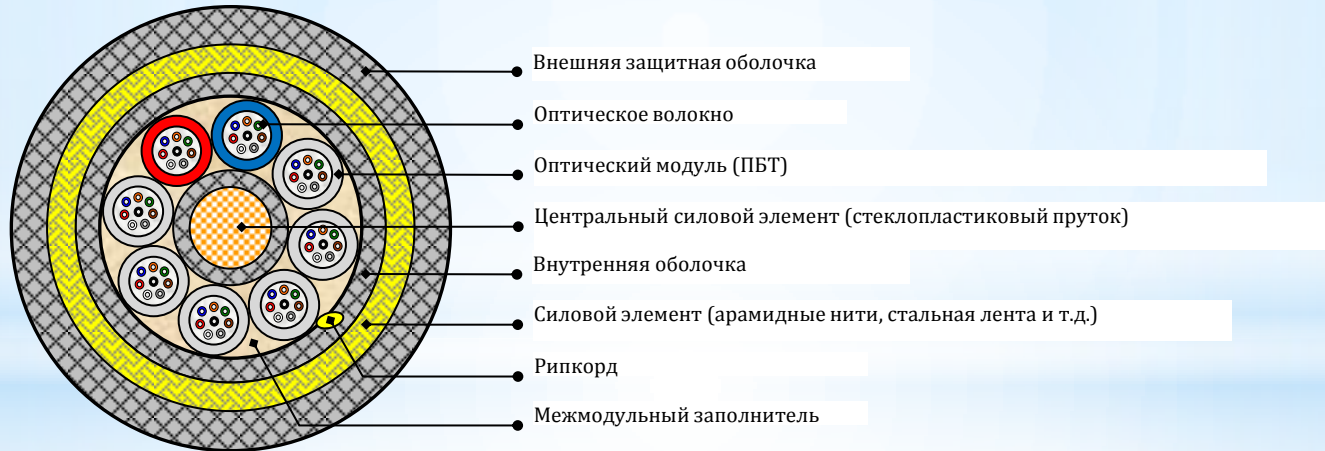 Внешняя защитная оболочка
Оптическое волокно
Оптический модуль (ПБТ)
Центральный силовой элемент (стеклопластиковый пруток)
Внутренняя оболочка
Силовой элемент (арамидные нити, стальная лента и т.д.)
Рипкорд
Межмодульный заполнитель